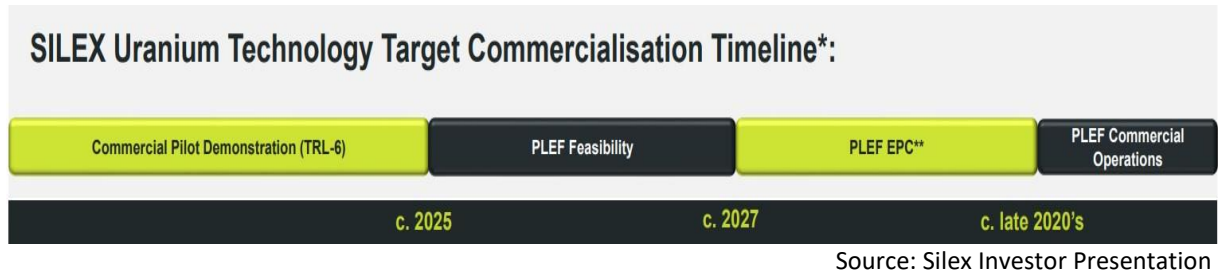 SILEX Uranium Technology Target Commercialisation Timeline*:
Commercial Pilot Demonstration (TRL-6)
PLEF Feasibility
PLEF EPC**
PLEF Commercial
Operations
c. 2025
c. 2027
c. late 2020's
Source: Silex Investor Presentation